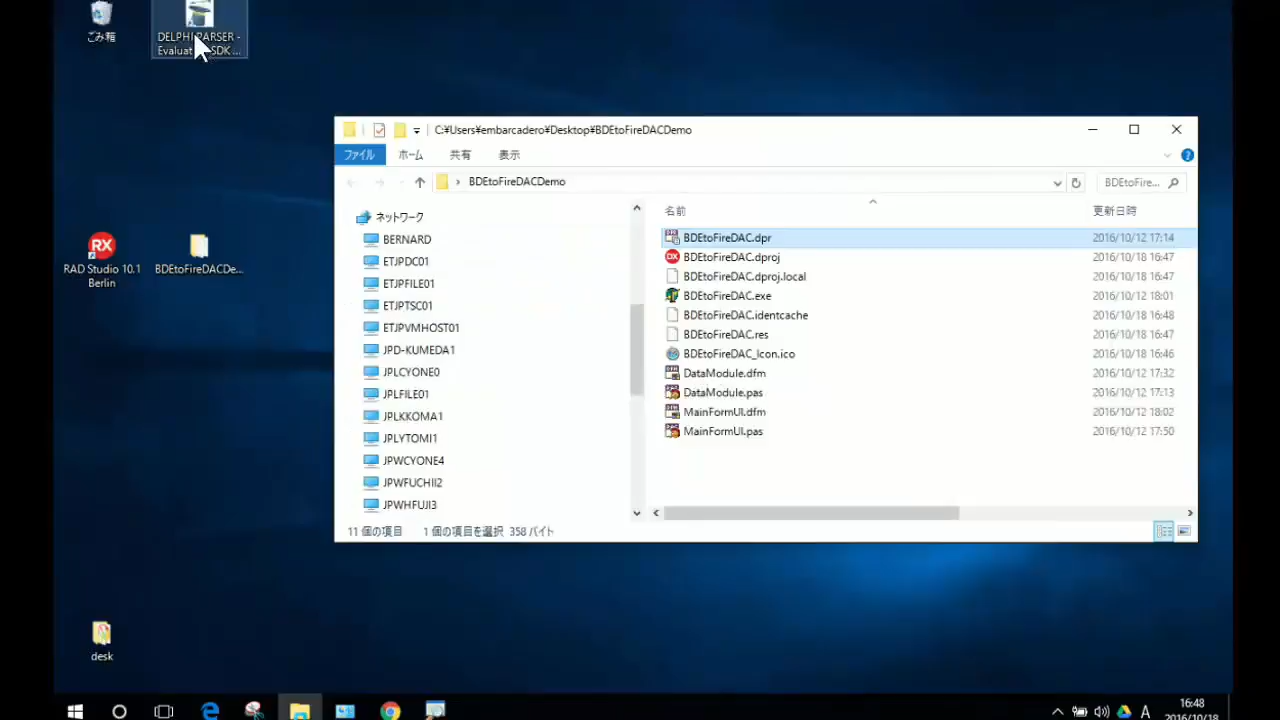 ごみ箱
DELPHI PARSER -
Evaluat... SDK ...
RAD Studio 10.1
Berlin
BDEtoFireDACDe...
desk
C:¥Users¥embarcadero¥Desktop¥BDEtoFireDACDemo
ファイル ホーム 共有 表示
BDEtoFireDACDemo
BDEtoFire...
ネットワーク
BERNARD
ETJPDC01
ETJPFILE01
ETJPTSC01
ETJPVMHOST01
JPD-KUMEDA1
JPLCYONE0
JPLFILE01
JPLKKOMA1
JPLYTOMI1
JPWCYONE4
JPWFUCHII2
JPWHFUJI3
名前 更新日時
BDEtoFireDAC.dpr 2016/10/12 17:14
BDEtoFireDAC.dproj 2016/10/18 16:47
BDEtoFireDAC.dproj.local 2016/10/18 16:47
BDEtoFireDAC.exe 2016/10/12 18:01
BDEtoFireDAC.identcache 2016/10/18 16:48
BDEtoFireDAC.res 2016/10/18 16:47
BDEtoFireDAC_Icon.ico 2016/10/18 16:46
DataModule.dfm 2016/10/12 17:32
DataModule.pas 2016/10/12 17:13
MainFormUI.dfm 2016/10/12 18:02
MainFormUI.pas 2016/10/12 17:50
11 個の項目 1 個の項目を選択 358 バイト
A
16:48
2016/10/18